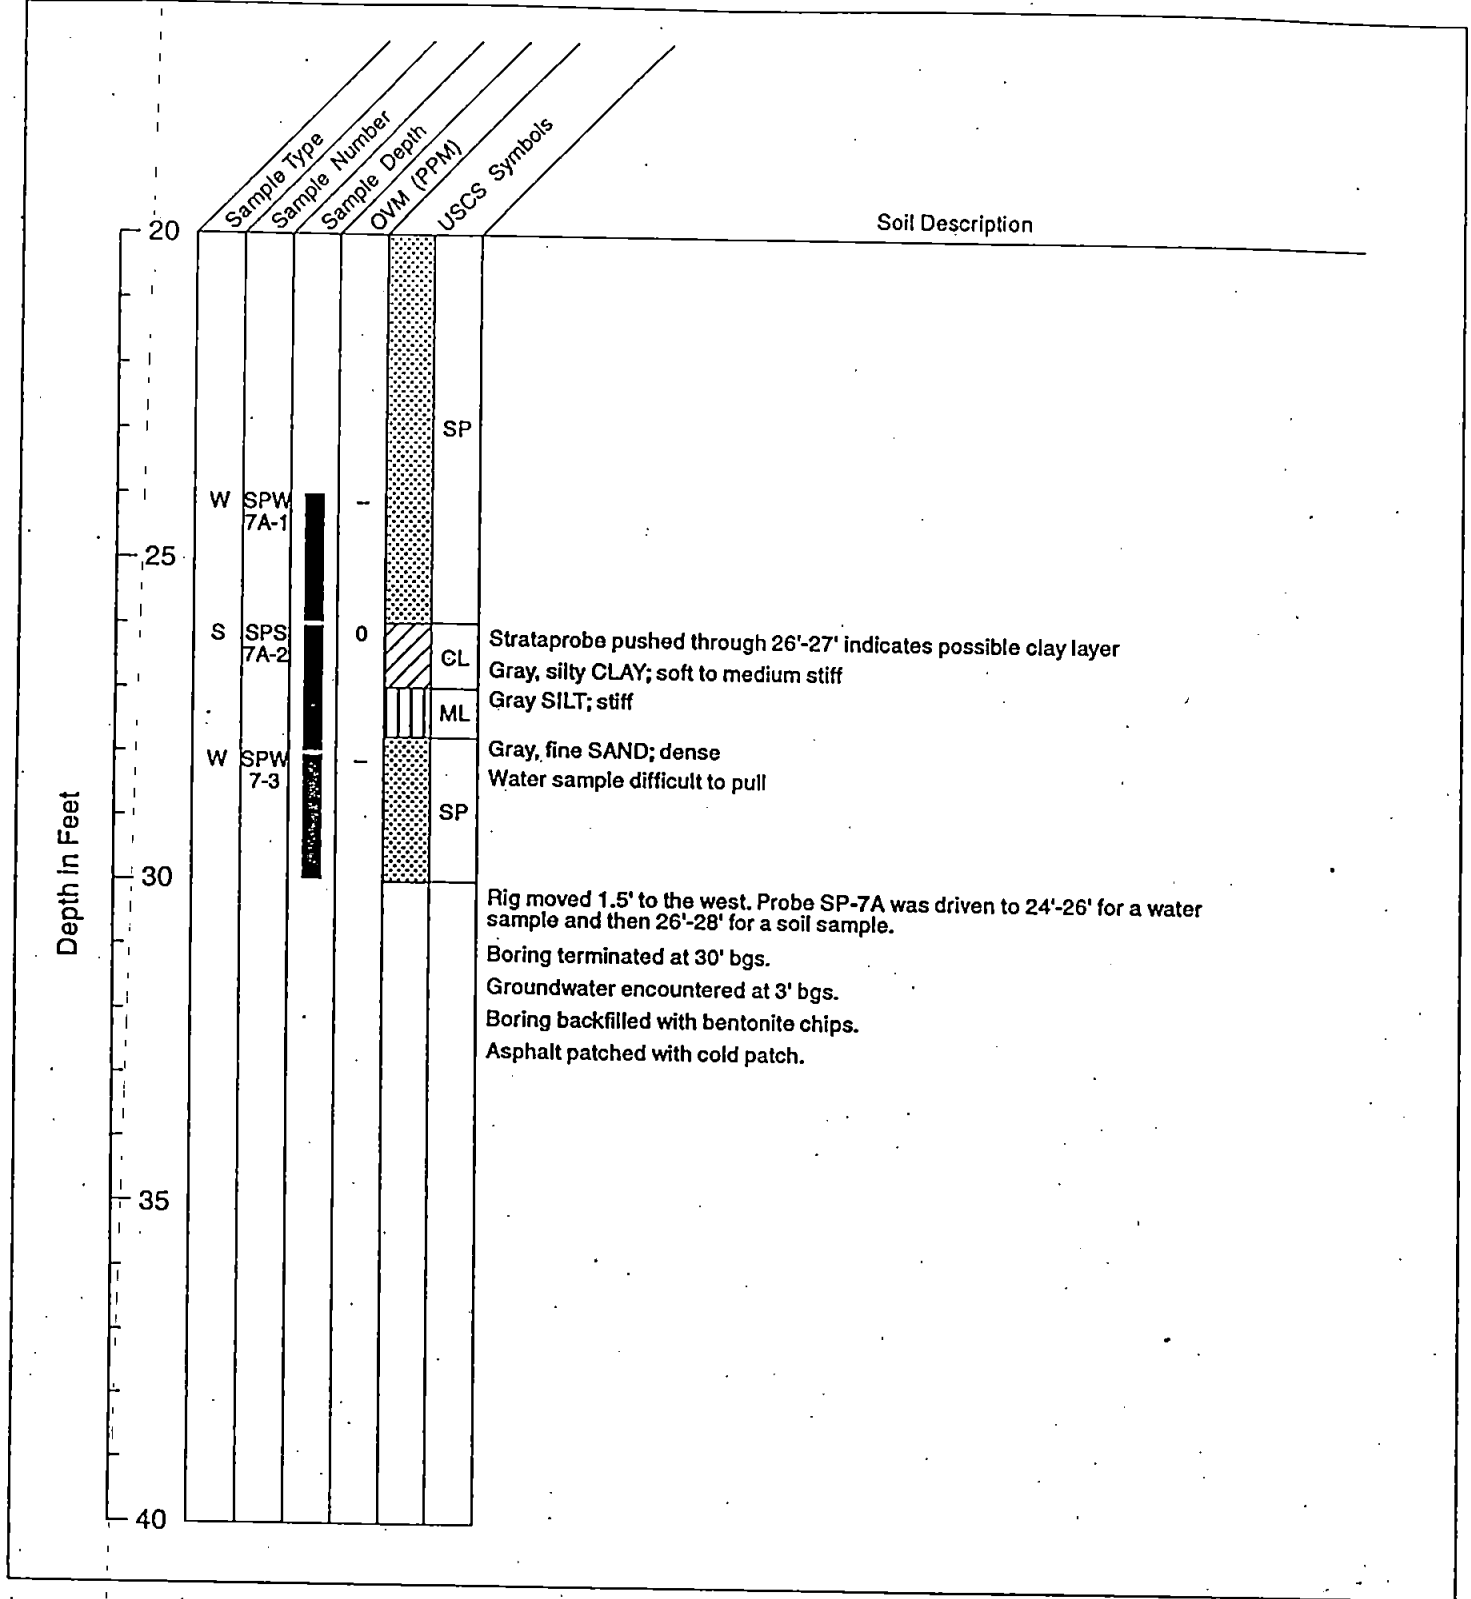 Sample Type
Sample Number
Sample Depth
OVM (PPM)
USCS Symbols
Soil Description
20
SP
W SPW --
7A-1
25
S SPS 0
7A-2
CL
Strataprobe pushed through 26'-27' indicates possible clay layer
Gray, silty CLAY; soft to medium stiff
ML
Gray SILT; stiff
W SPW --
7-3
Gray, fine SAND; dense
Water sample difficult to pull
SP
Depth In Feet
30
Rig moved 1.5' to the west. Probe SP-7A was driven to 24'-26' for a water
sample and then 26'-28' for a soil sample.
Boring terminated at 30' bgs.
Groundwater encountered at 3' bgs.
Boring backfilled with bentonite chips.
Asphalt patched with cold patch.
35
40